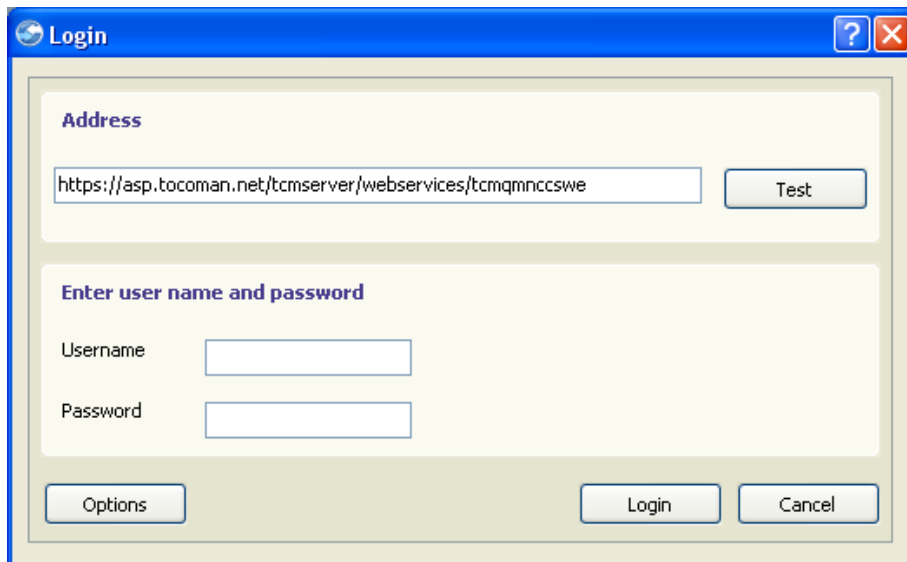 Login
Address
https://asp.tocoman.net/tcmserver/webservices/tcmqmnccswe
Test
Enter user name and password
Username
Password
Options
Login
Cancel